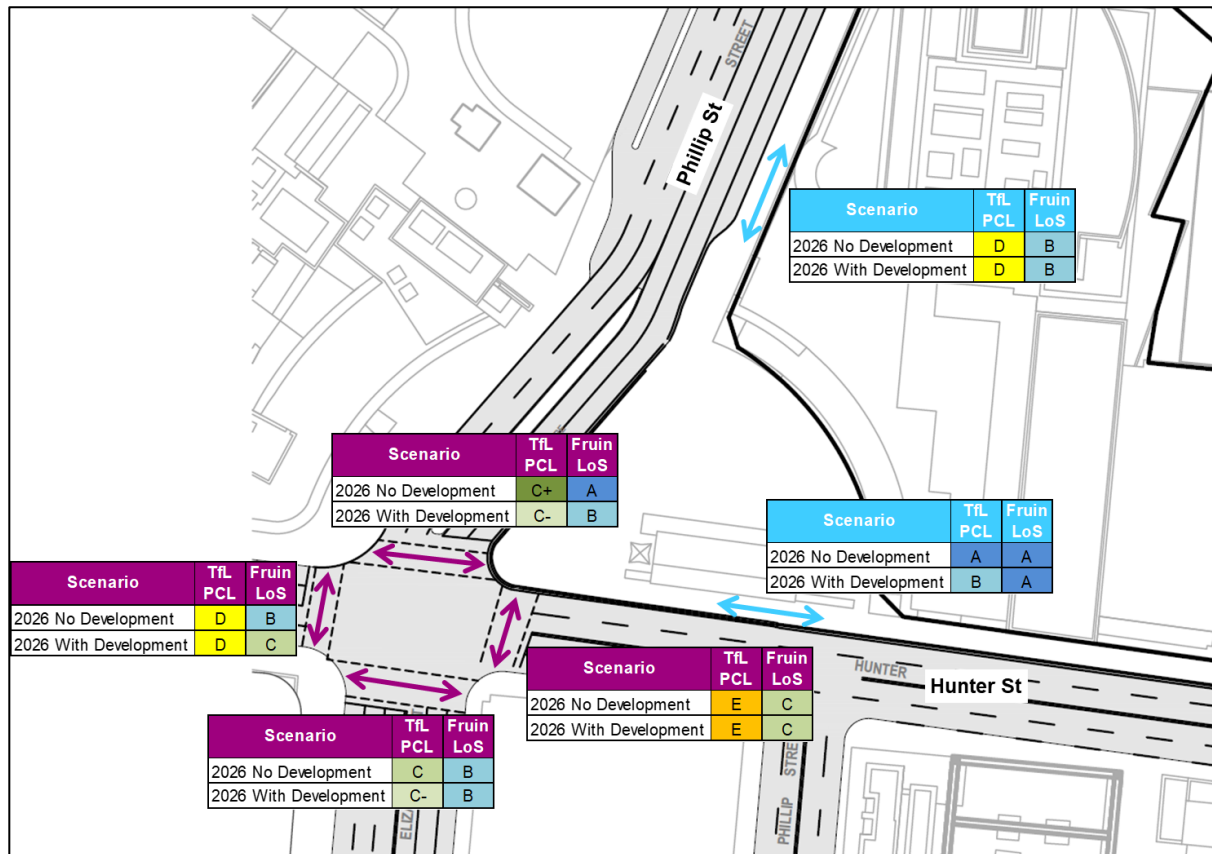 STREET
Phillip St
Scenario TfL PCL Fruin LoS
2026 No Development D B
2026 With Development D B
Scenario TfL PCL Fruin LoS
2026 No Development C+ A
2026 With Development C- B
Scenario TfL PCL Fruin LoS
2026 No Development A A
2026 With Development B A
Scenario TfL PCL Fruin LoS
2026 No Development D B
2026 With Development D C
Scenario TfL PCL Fruin LoS
2026 No Development E C
2026 With Development E C
HUNTER
Hunter St
Scenario TfL PCL Fruin LoS
2026 No Development C B
2026 With Development C- B
PHILLIP STRE